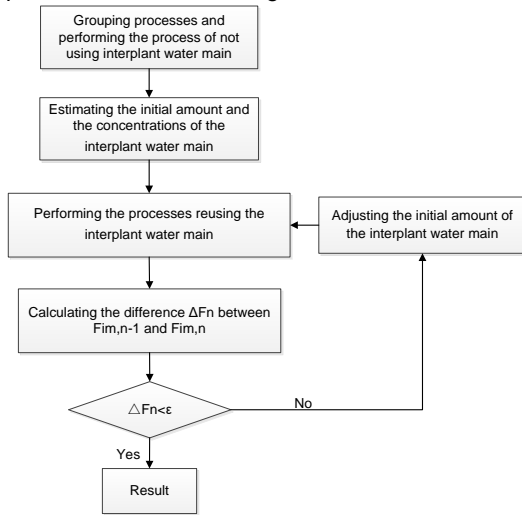 Grouping processes and
performing the process of not
using interplant water main
Estimating the initial amount and
the concentrations of the
interplant water main
Performing the processes reusing the
interplant water main
Adjusting the initial amount of
the interplant water main
Calculating the difference ΔFn between
Fim,n-1 and Fim,n
△Fn<ε
No
Yes
Result